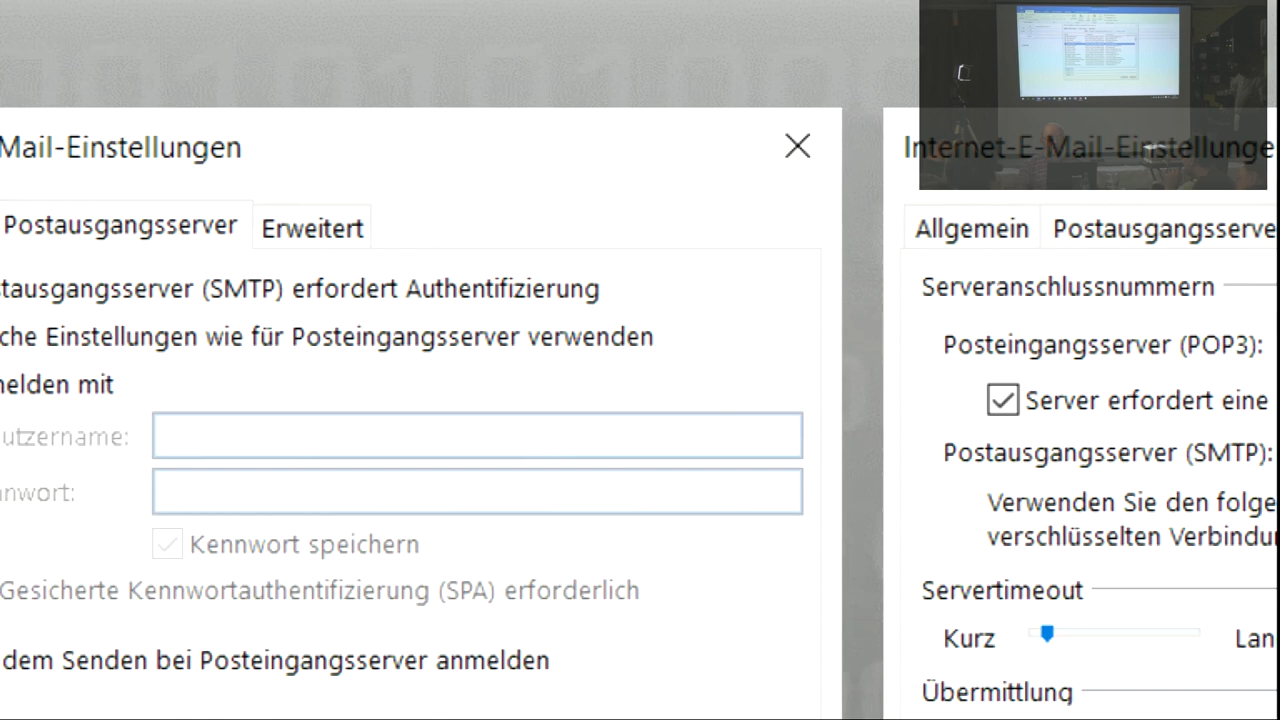 Mail-Einstellungen
Postausgangsserver
Erweitert
stausgangsserver (SMTP) erfordert Authentifizierung
che Einstellungen wie für Posteingangsserver verwenden
nelden mit
utzername:
nwort:
Kennwort speichern
Gesicherte Kennwortauthentifizierung (SPA) erforderlich
dem Senden bei Posteingangsserver anmelden
Internet-E-Mail-Einstellunge
Allgemein
Postausgangsserve
Serveranschlussnummern
Posteingangsserver (POP3):
Server erfordert eine
Postausgangsserver (SMTP):
Verwenden Sie den folge
verschlüsselten Verbindu
Servertimeout
Kurz
Lan
Übermittlung